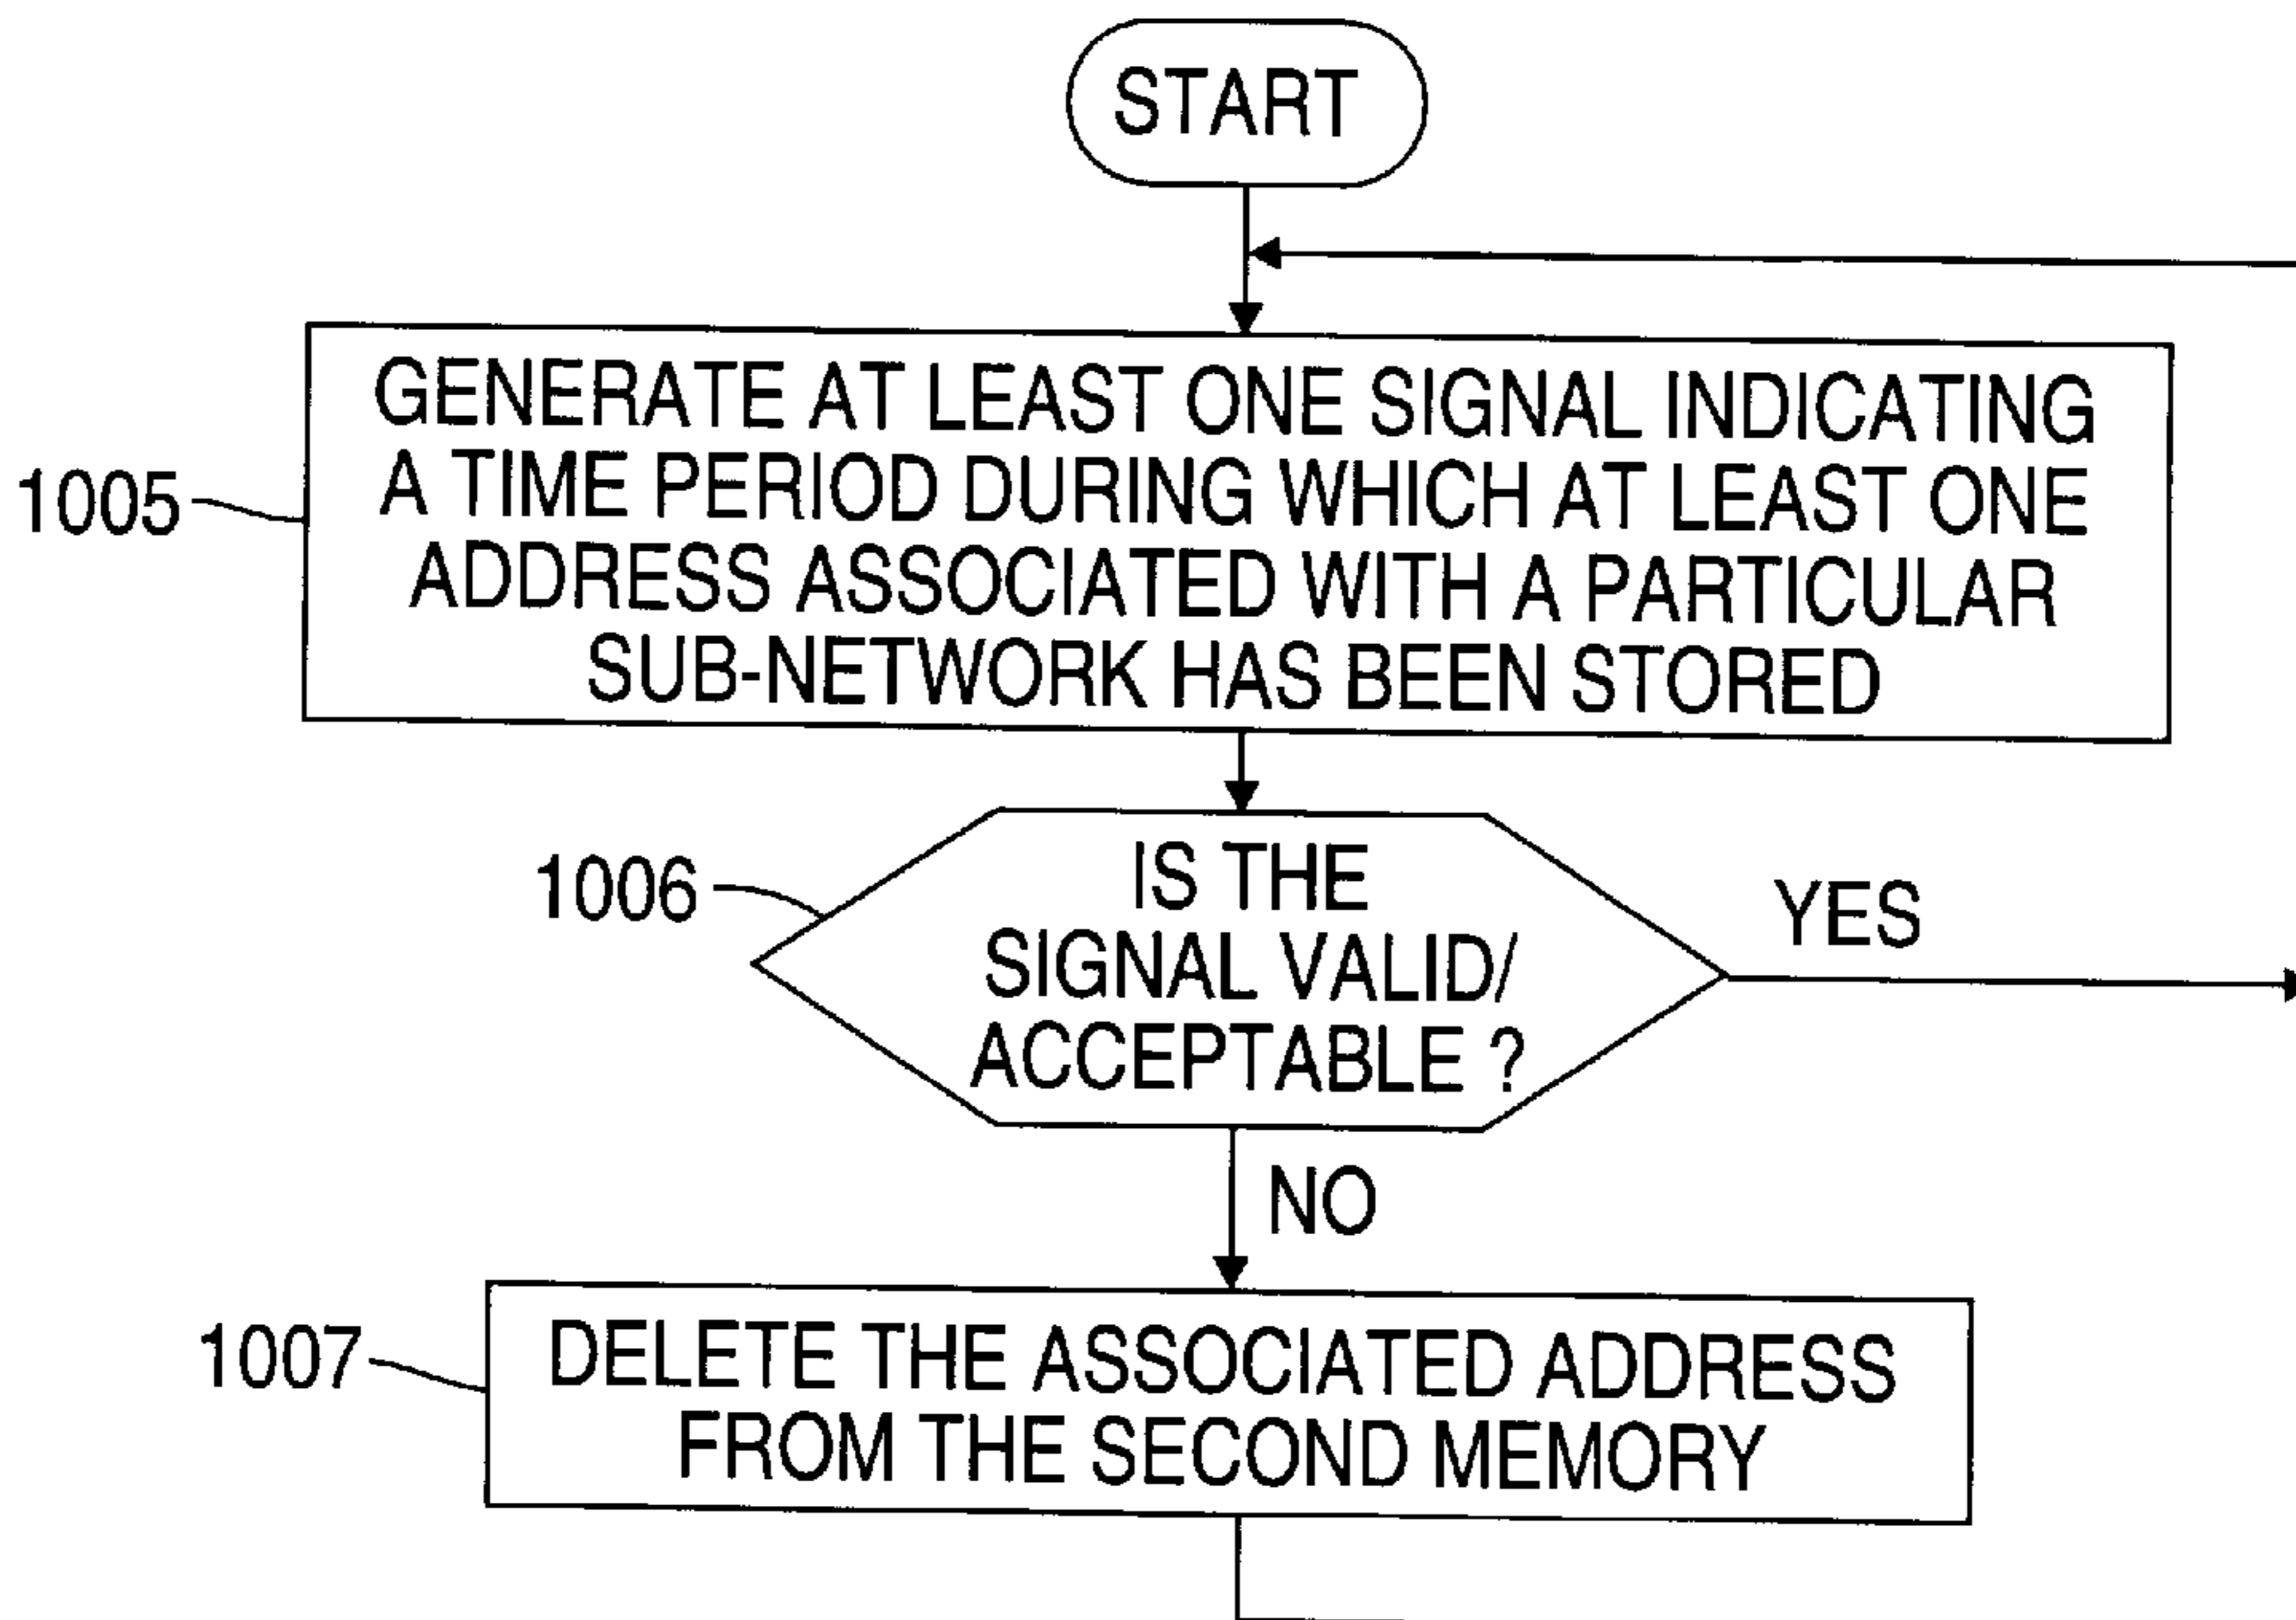 START
GENERATE AT LEAST ONE SIGNAL INDICATING
A TIME PERIOD DURING WHICH AT LEAST ONE
ADDRESS ASSOCIATED WITH A PARTICULAR
SUB-NETWORK HAS BEEN STORED
1005
IS THE
SIGNAL VALID/
ACCEPTABLE ?
1006
YES
NO
DELETE THE ASSOCIATED ADDRESS
FROM THE SECOND MEMORY
1007